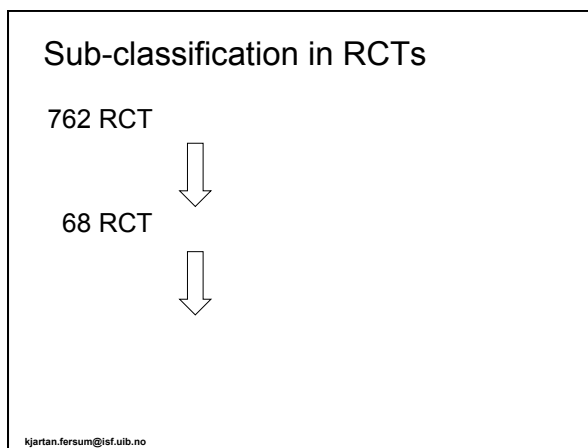 Sub-classification in RCTs
762 RCT
68 RCT
kjartan.fersum@isf.uib.no